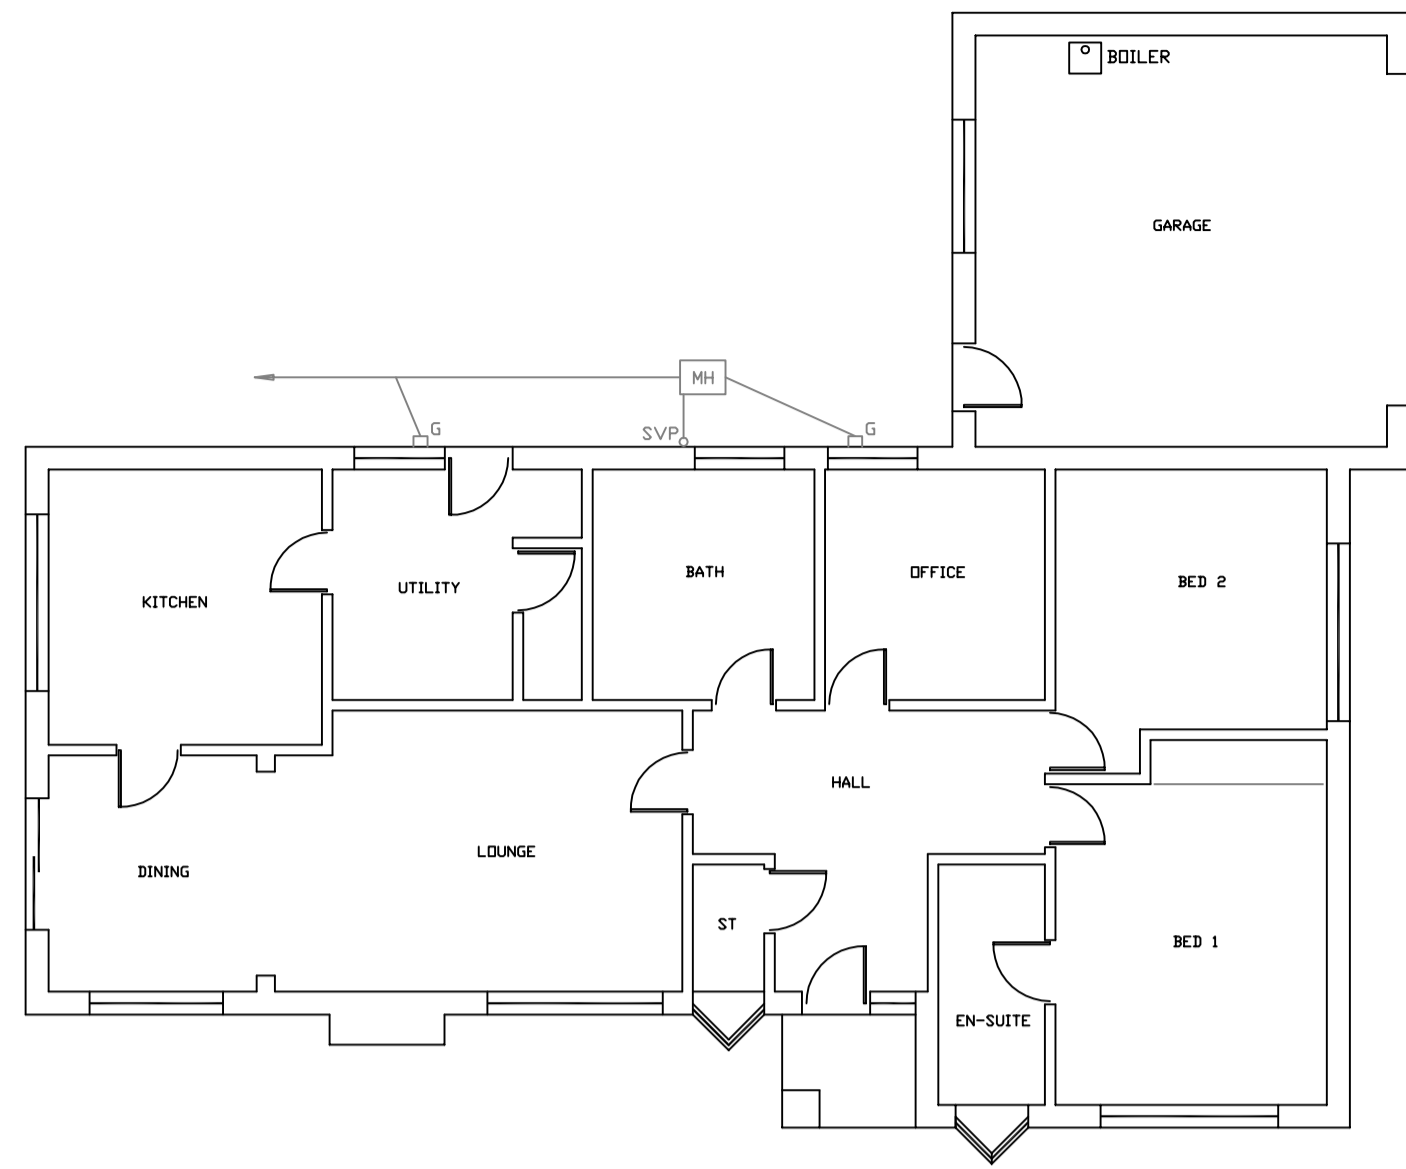 BOILER
GARAGE
MH
G
SVP
G
BATH
OFFICE
BED 2
UTILITY
KITCHEN
HALL
LOUNGE
DINING
ST
BED 1
EN-SUITE